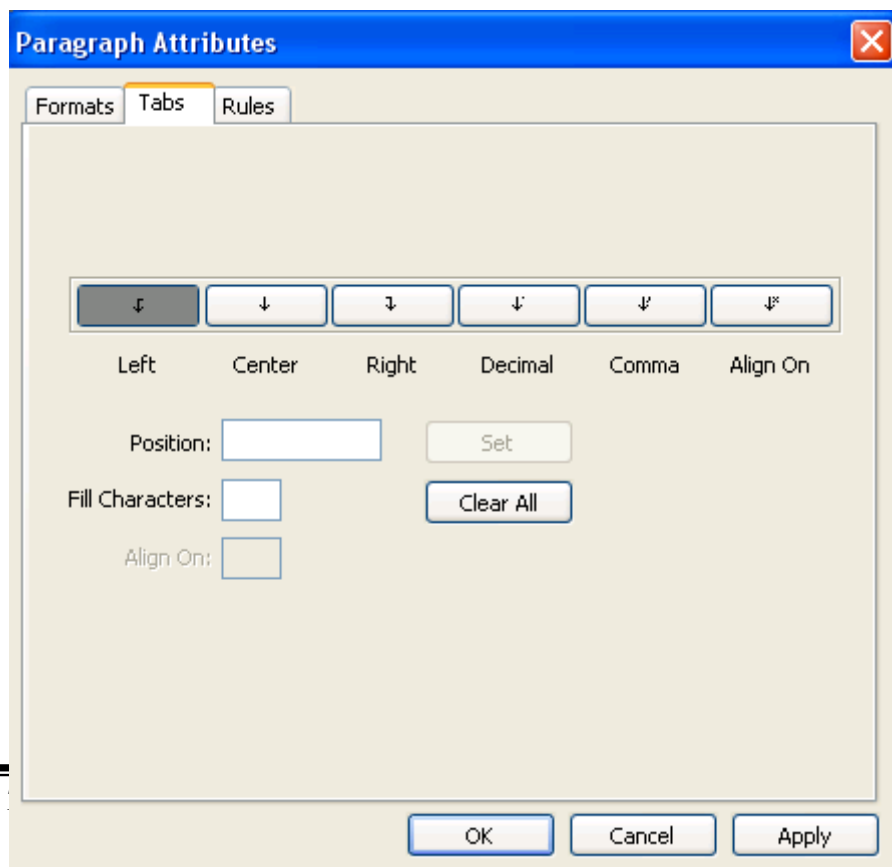 Paragraph Attributes
Formats Tabs Rules
Left Center Right Decimal Comma Align On
Position: Set
Fill Characters: Clear All
Align On:
OK Cancel Apply